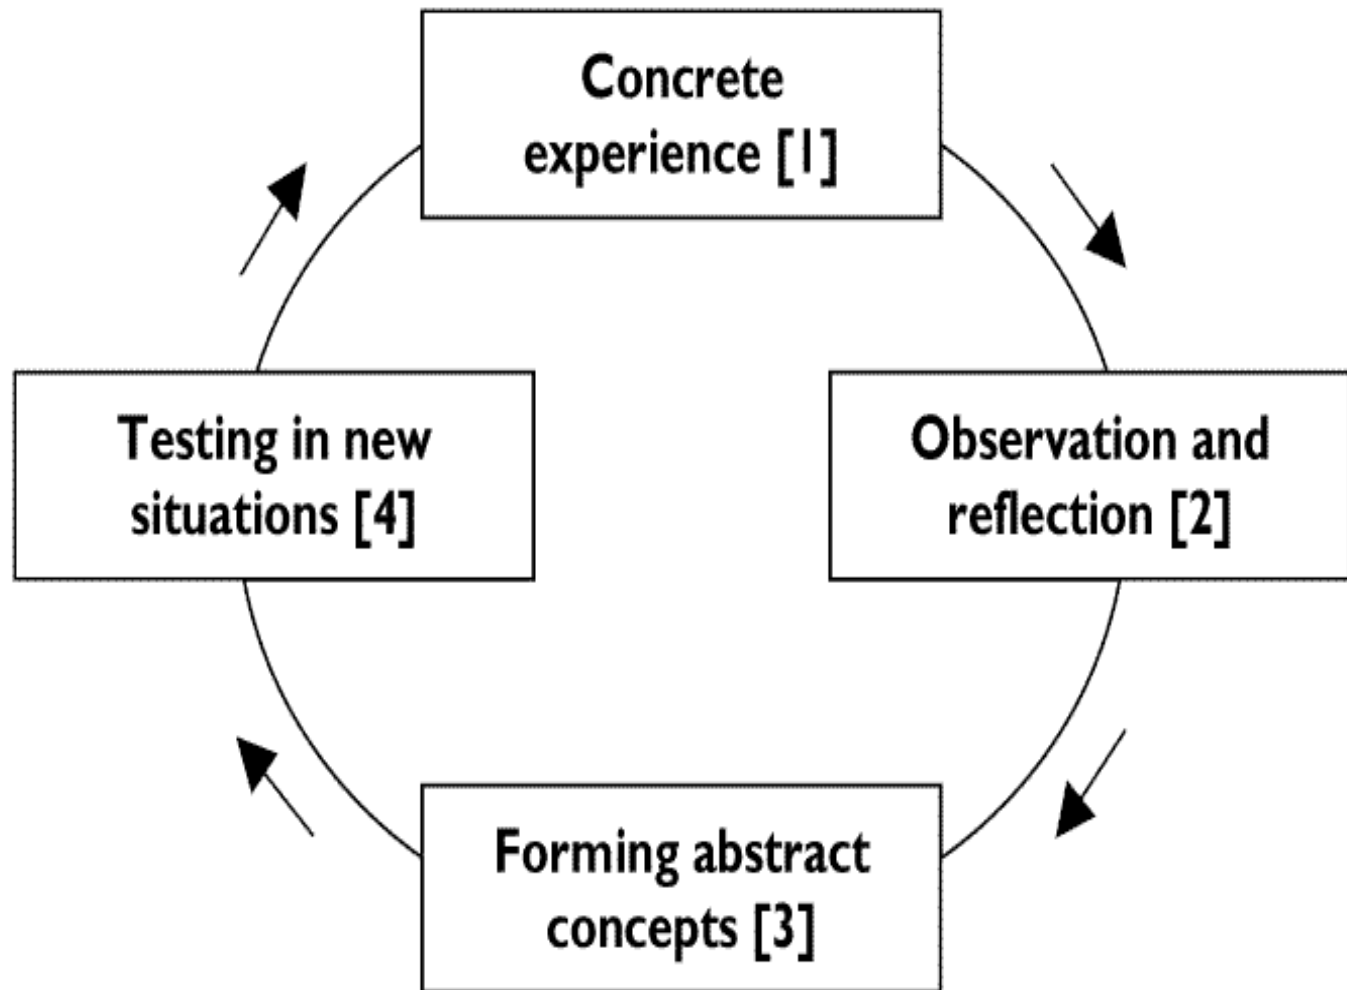 Concrete
experience [1]
Observation and
reflection [2]
Forming abstract
concepts [3]
Testing in new
situations [4]